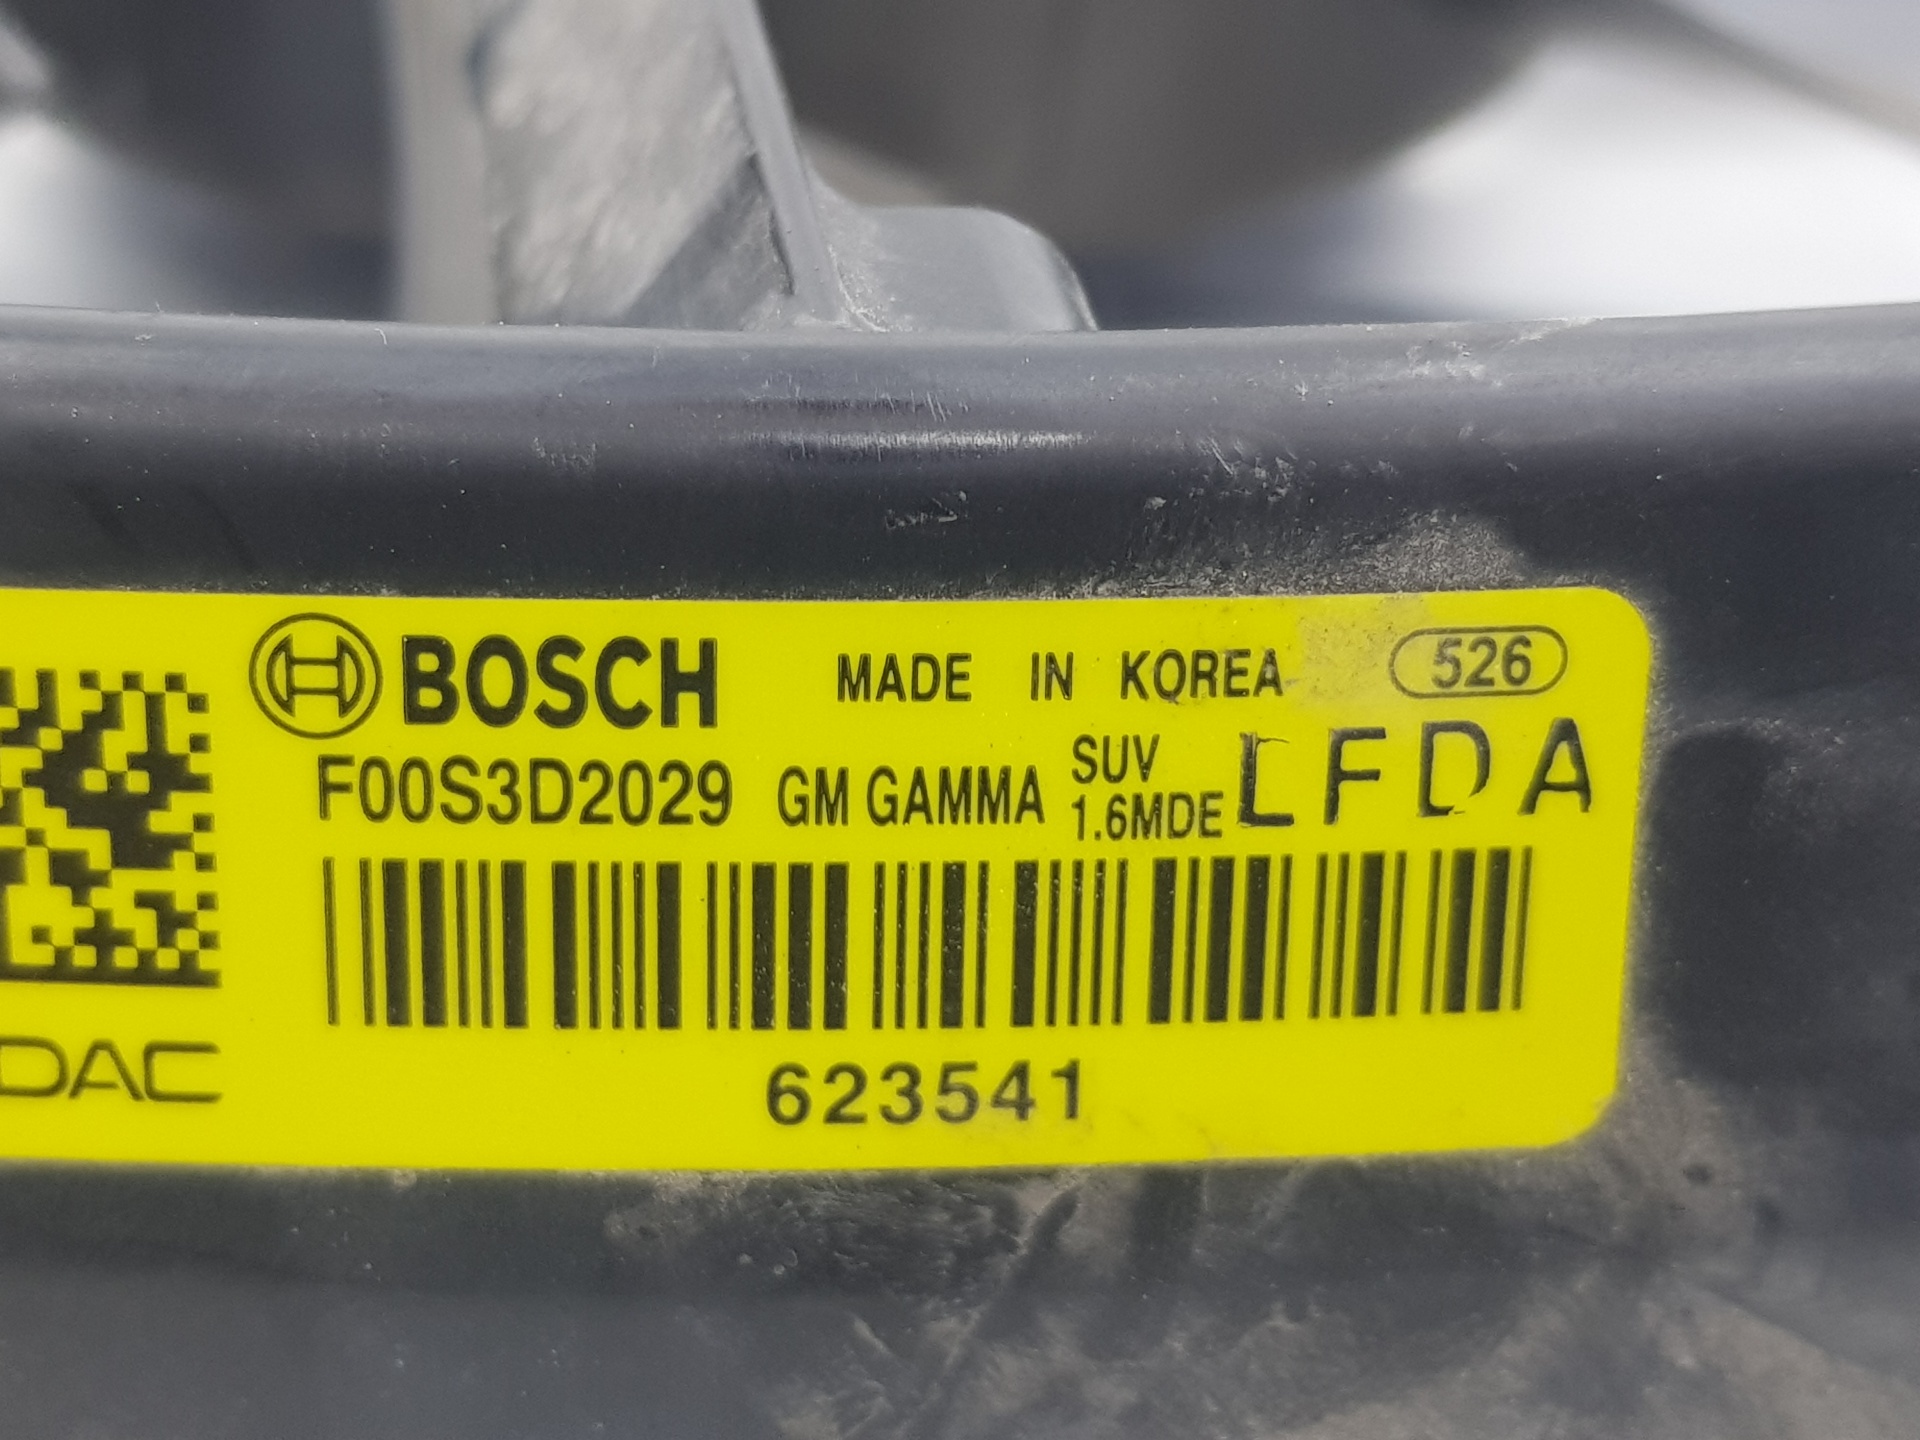 BOSCH MADE IN KOREA 526
F00S3D2029 GM GAMMA SUV 1.6MDE LFDA
DAC
623541